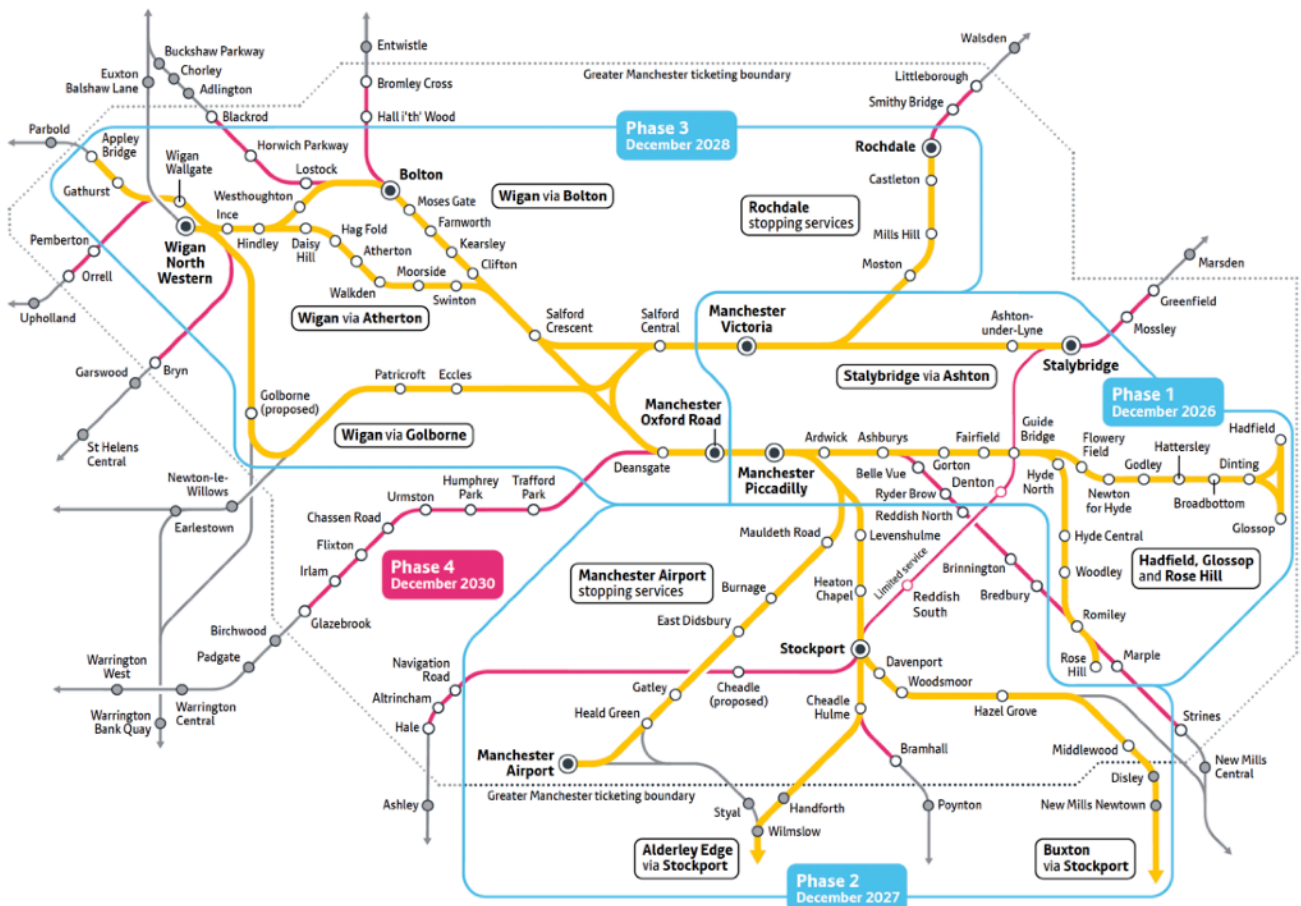 Entwistle
Walsden
Buckshaw Parkway
Chorley
Adlington
Blackrod
Euxton
Balshaw Lane
Bromley Cross
Hall i'th' Wood
Greater Manchester ticketing boundary
Littleborough
Smithy Bridge
Parbold
Appley
Bridge
Gathurst
Wigan
Wallgate
Horwich Parkway
Lostock
Westhoughton
Bolton
Phase 3
December 2028
Rochdale
Castleton
Wigan via Bolton
Rochdale
stopping services
Moses Gate
Farnworth
Kearsley
Clifton
Mills Hill
Moston
Ince
Hindley
Daisy
Hill
Hag Fold
Atherton
Walkden
Moorside
Swinton
Wigan
North
Western
Pemberton
Orrell
Upholland
Wigan via Atherton
Marsden
Greenfield
Mossley
Salford
Crescent
Salford
Central
Manchester
Victoria
Ashton-
under-Lyne
Stalybridge
Stalybridge via Ashton
Garswood
Bryn
St Helens
Central
Golborne
(proposed)
Patricroft
Eccles
Wigan via Golborne
Manchester
Oxford Road
Phase 1
December 2026
Deansgate
Manchester
Piccadilly
Ardwick
Ashburys
Fairfield
Gorton
Guide
Bridge
Flowery
Field
Hattersley
Hadfield
Godley
Dinting
Newton
for Hyde
Broadbottom
Glossop
Hyde
North
Belle Vue
Denton
Ryder Brow
Reddish North
Newton-le-
Willows
Earlestown
Urmston
Humphrey
Park
Trafford
Park
Chassen Road
Flixton
Irlam
Glazebrook
Phase 4
December 2030
Mauldeth Road
Levenshulme
Hyde Central
Woodley
Hadfield, Glossop
and Rose Hill
Manchester Airport
stopping services
Burnage
Heaton
Chapel
Limited service
Reddish
South
Brinnington
Bredbury
Romiley
East Didsbury
Birchwood
Padgate
Stockport
Rose
Hill
Marple
Warrington
West
Warrington
Central
Warrington
Bank Quay
Navigation
Road
Altrincham
Hale
Gatley
Cheadle
(proposed)
Davenport
Woodsmoor
Hazel Grove
Heald Green
Cheadle
Hulme
Strines
Manchester
Airport
Bramhall
Middlewood
New Mills
Central
Disley
Greater Manchester ticketing boundary
Ashley
Styal
Handforth
Poynton
New Mills Newtown
Wilmslow
Alderley Edge
via Stockport
Buxton
via Stockport
Phase 2
December 2027